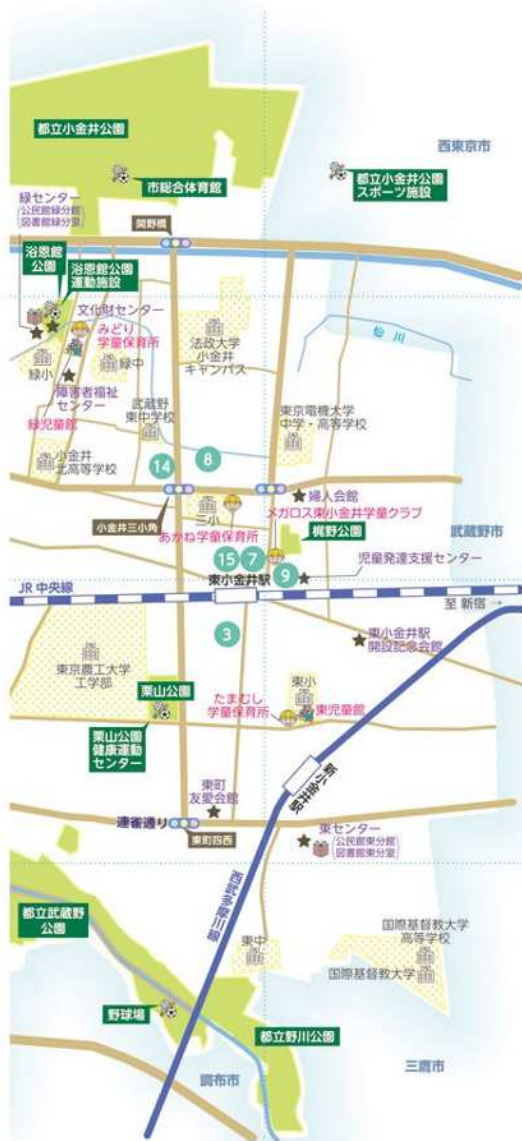 都立小金井公園
西東京市
市総合体育館
都立小金井公園
スポーツ施設
緑センター
(公民館緑分館
図書館緑分室)
関野橋
浴恩館
公園
浴恩館公園
運動施設
文化財センター
みどり
学童保育所
法政大学
小金井
キャンパス
仙川
緑小
緑中
障害者福祉
センター
緑児童館
武蔵野
東中学校
東京電機大学
中学・高等学校
小金井
北高等学校
14
8
小金井三小角
三小
婦人会館
メガロス東小金井学童クラブ
あかね学童保育所
梶野公園
武蔵野市
15
7
9
児童発達支援センター
東小金井駅
JR中央線
至 新宿→
3
東小金井駅
開設記念会館
東京農工大学
工学部
栗山公園
東小
たまむし
学童保育所
東児童館
栗山公園
健康運動
センター
新小金井駅
東町
友愛会館
連雀通り
東町四西
東センター
(公民館東分館
図書館東分室)
西武多摩川線
都立武蔵野
公園
東中
国際基督教大学
高等学校
国際基督教大学
野球場
都立野川公園
調布市
三鷹市